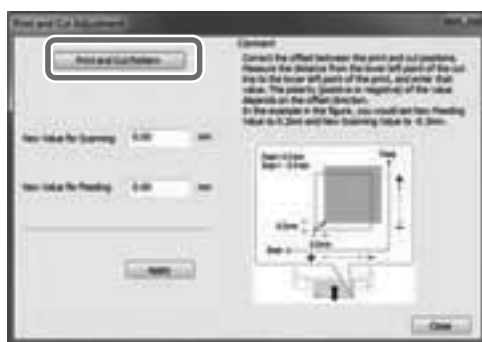 Print and Cut Adjustment
Print and Cut Pattern
New Value for Scanning 0.00 mm
New Value for Feeding 0.00 mm
Apply
Comment
Correct the offset between the print and cut positions.
Measure the distance from the lower left part of the cut
line to the lower left part of the print, and enter that
value. The polarity (positive or negative) of the value
depends on the offset direction.
In the example in the figure, you would set New Feeding
Value to 0.3mm and New Scanning Value to -0.3mm.
Close